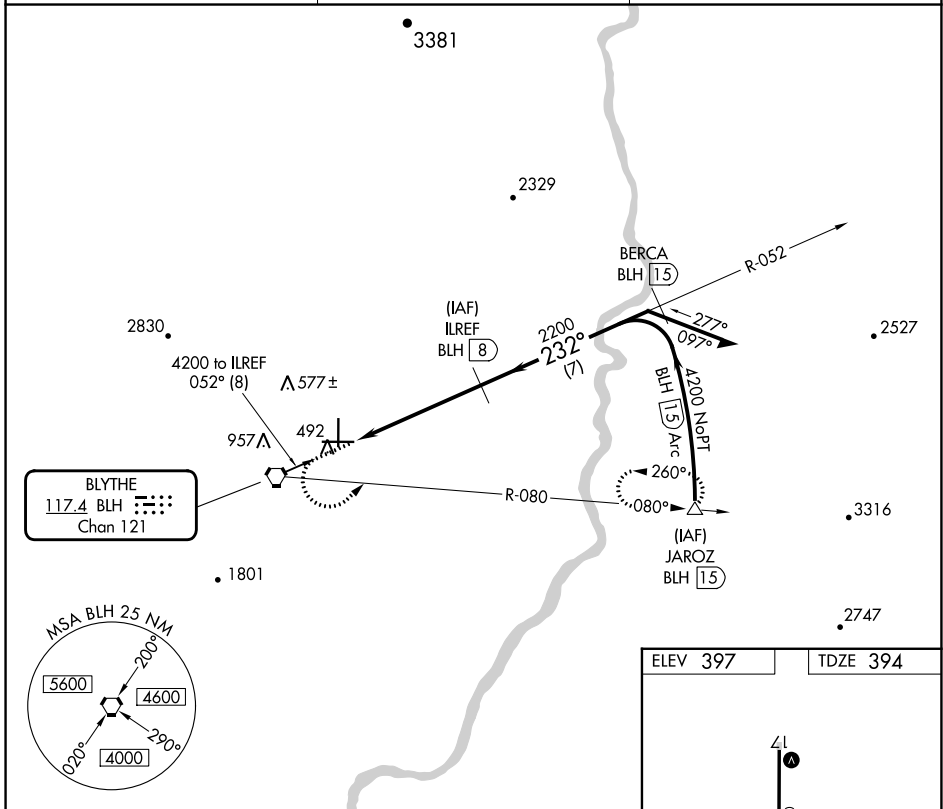 3381
2329
BERCA
BLH 15
R-052
(IAF)
ILREF
BLH 8
2200
232°
(7)
277°
097°
2830
2527
4200 to ILREF
052° (8)
577 ±
4200 NoPT
BLH 15 Arc
957
492
BLYTHE
117.4 BLH
Chan 121
R-080
260°
080°
(IAF)
JAROZ
BLH 15
3316
1801
2747
MSA BLH 25 NM
200°
5600
4600
020°
290°
4000
ELEV 397
TDZE 394
17
V